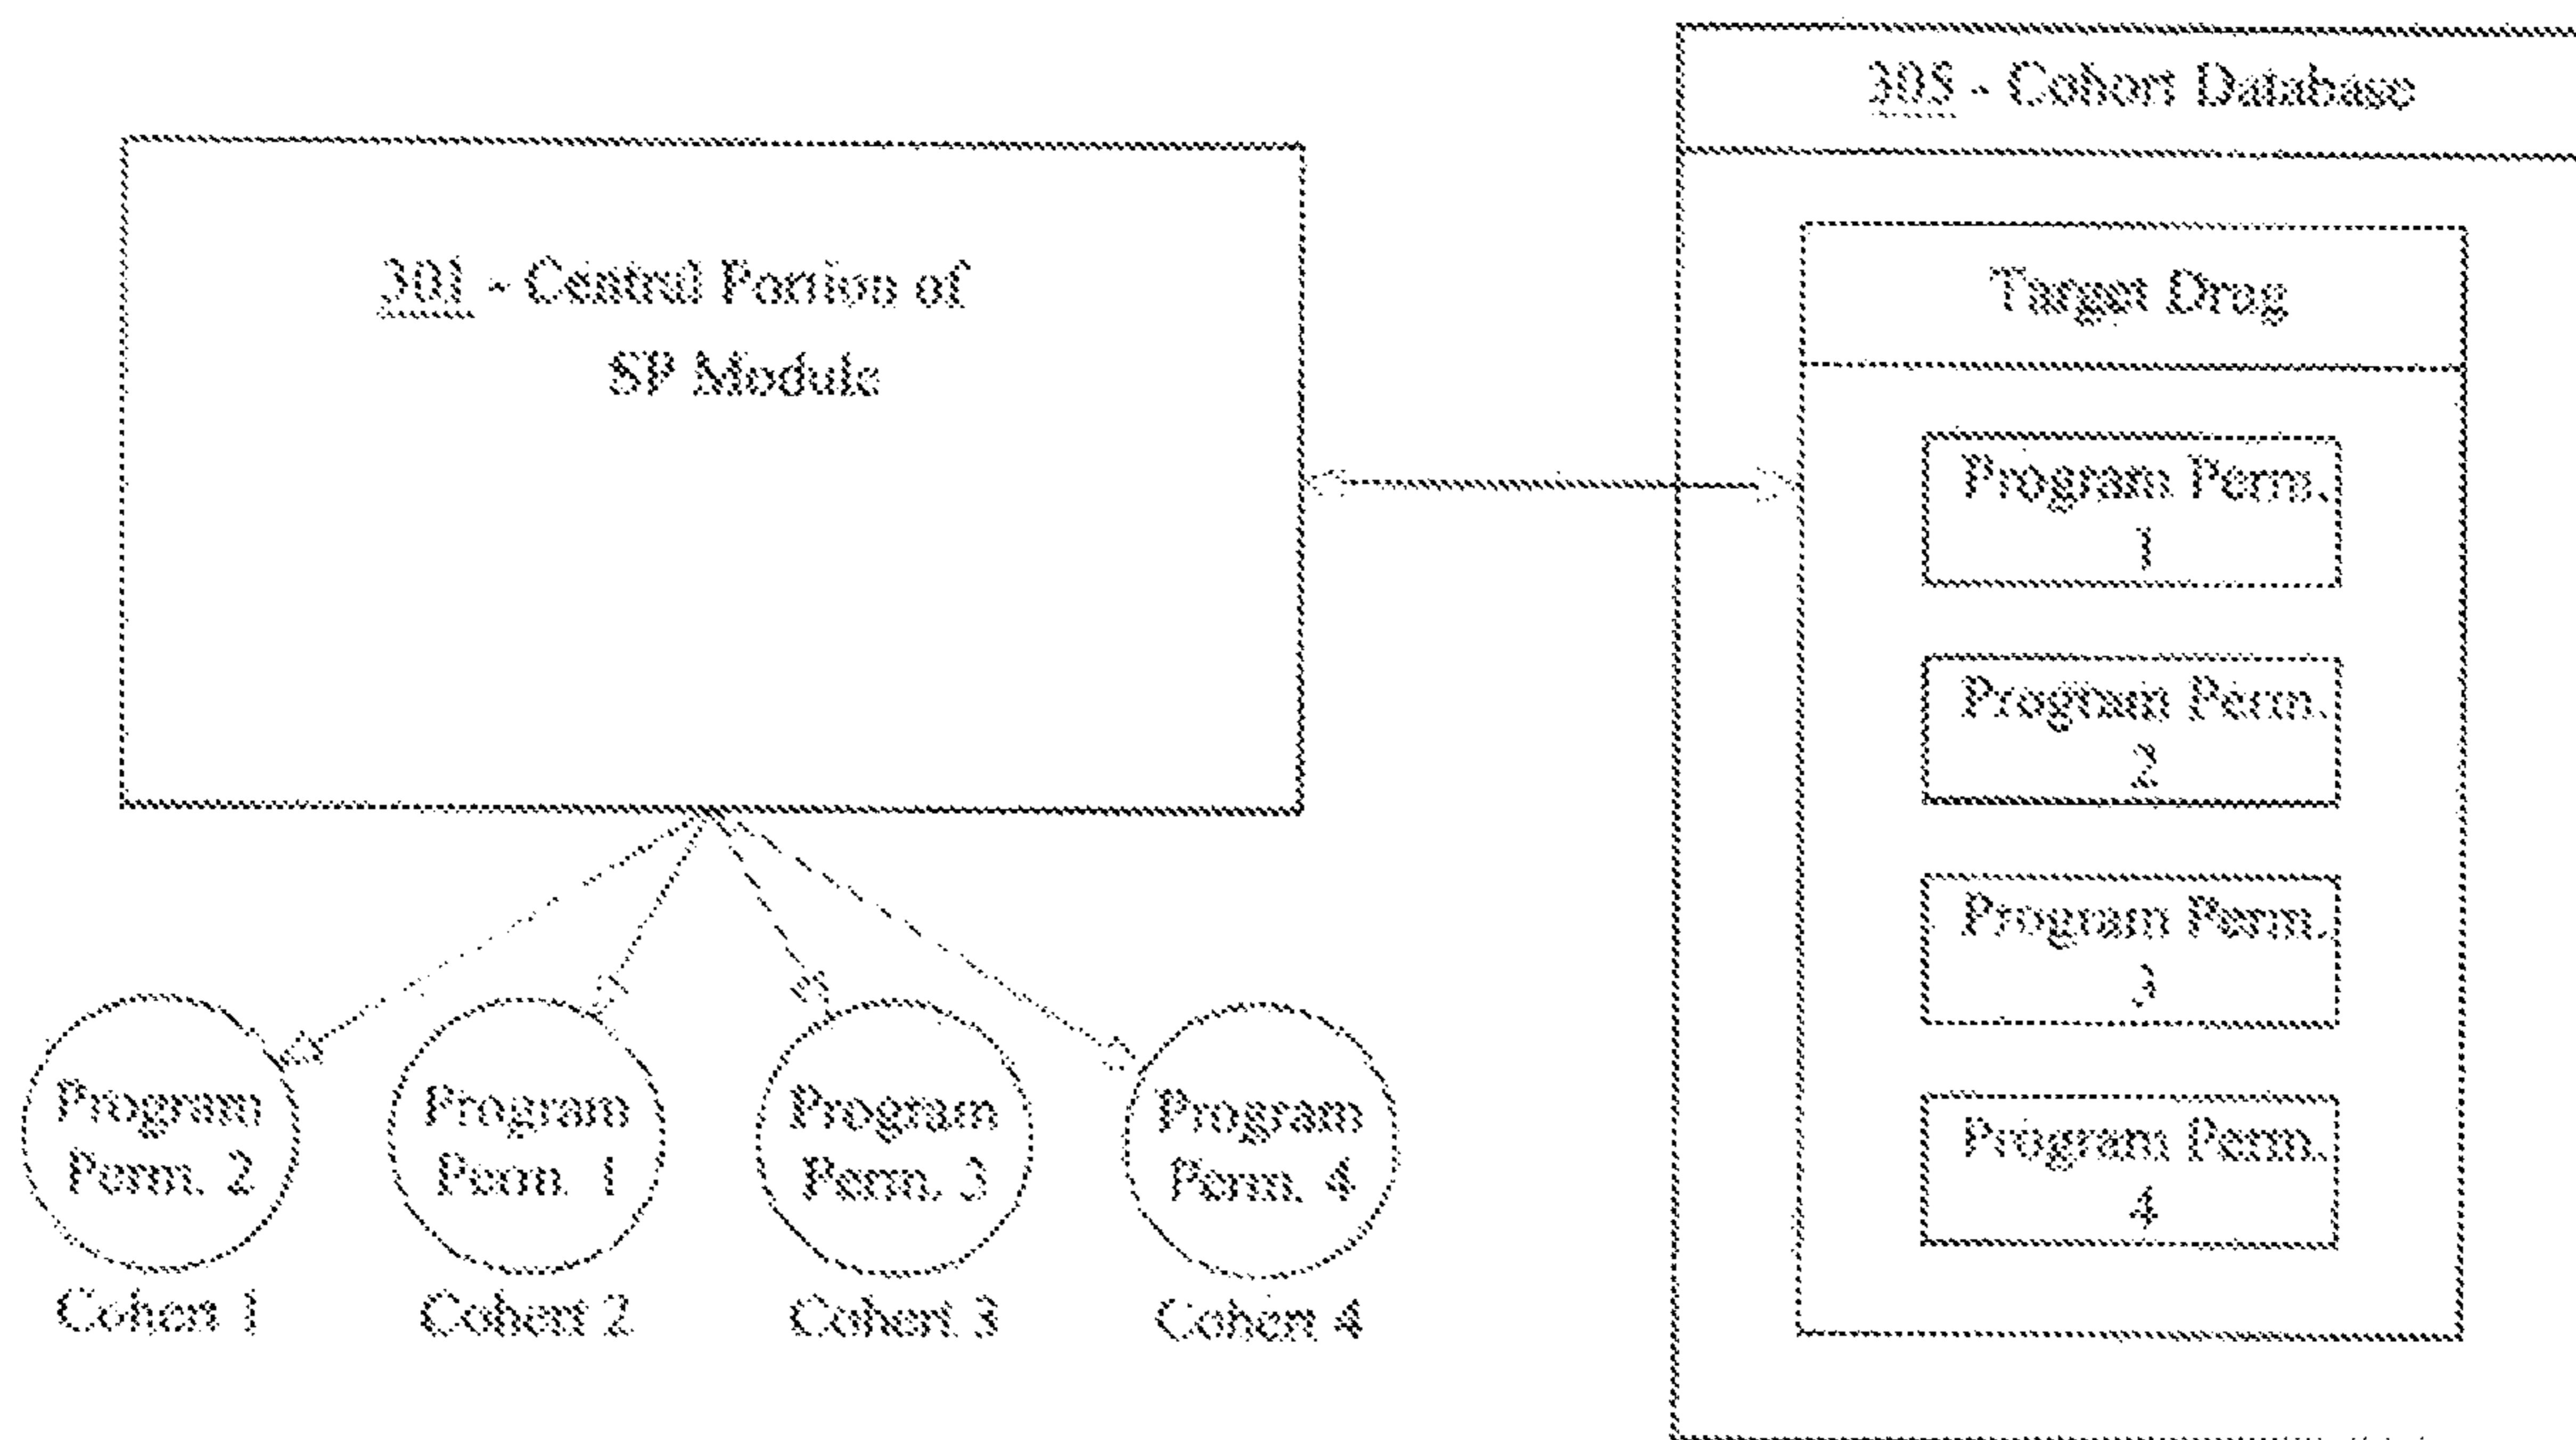 301 - Central Portion of
SP Module
305 - Cohort Database
Target Drug
Program Perm.
1
Program Perm.
2
Program Perm.
3
Program Perm.
4
Program
Perm. 2
Cohort 1
Program
Perm. 1
Cohort 2
Program
Perm. 3
Cohort 3
Program
Perm. 4
Cohort 4